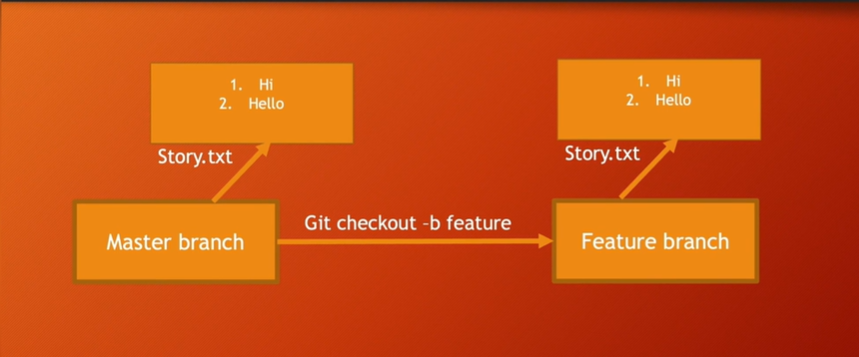 1. Hi
2. Hello
Story.txt
1. Hi
2. Hello
Story.txt
Master branch
Git checkout -b feature
Feature branch